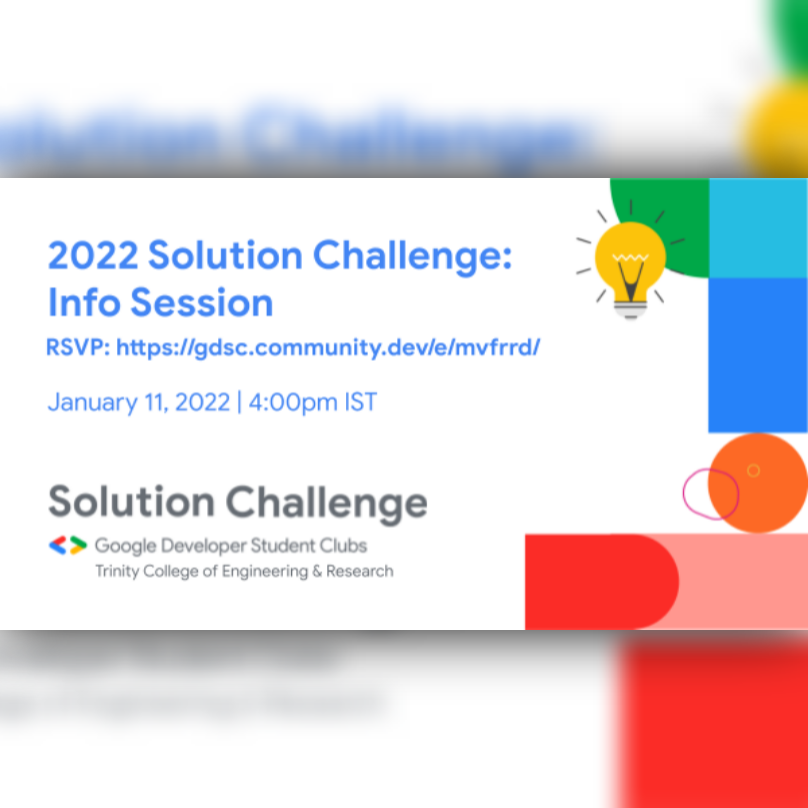 2022 Solution Challenge:
Info Session
RSVP: https://gdsc.community.dev/e/mvfrrd/
January 11, 2022 | 4:00pm IST
Solution Challenge
Google Developer Student Clubs
Trinity College of Engineering & Research